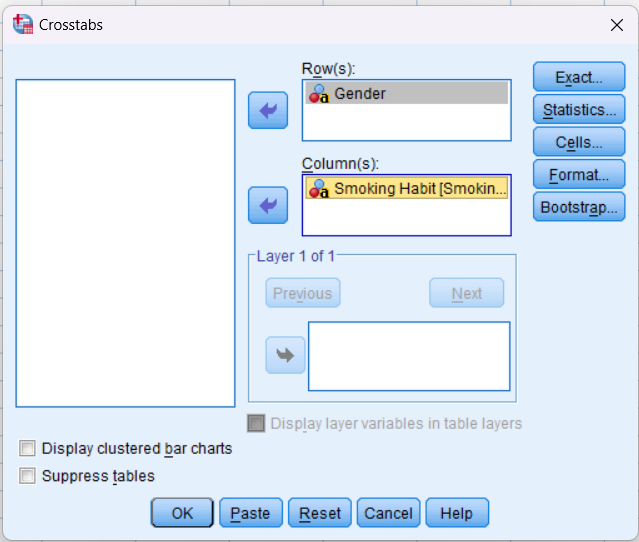 Crosstabs
Row(s):
Gender
Column(s):
Smoking Habit [Smokin...
Layer 1 of 1
Previous
Next
Display layer variables in table layers
Exact...
Statistics...
Cells...
Format...
Bootstrap...
Display clustered bar charts
Suppress tables
OK
Paste
Reset
Cancel
Help